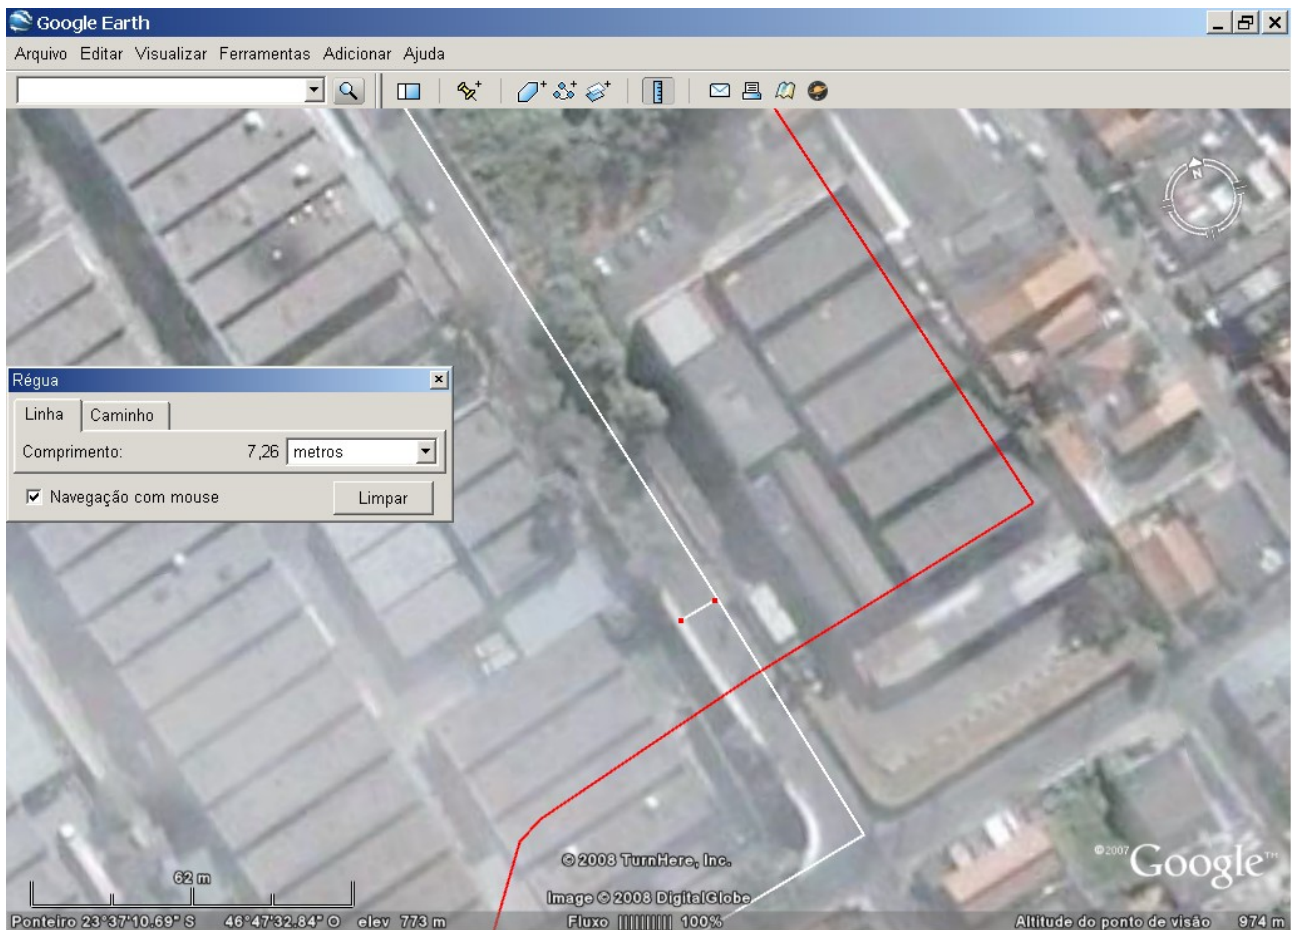 Google Earth
Arquivo Editar Visualizar Ferramentas Adicionar Ajuda
N
Régua
Linha Caminho
Comprimento: 7,26 metros
Navegação com mouse Limpar
© 2008 TurnHere, Inc.
©2007 Google™
62 m
Image © 2008 DigitalGlobe
Ponteiro 23°37'10.69" S 46°47'32.84" O elev 773 m Fluxo 100% Altitude do ponto de visão 974 m